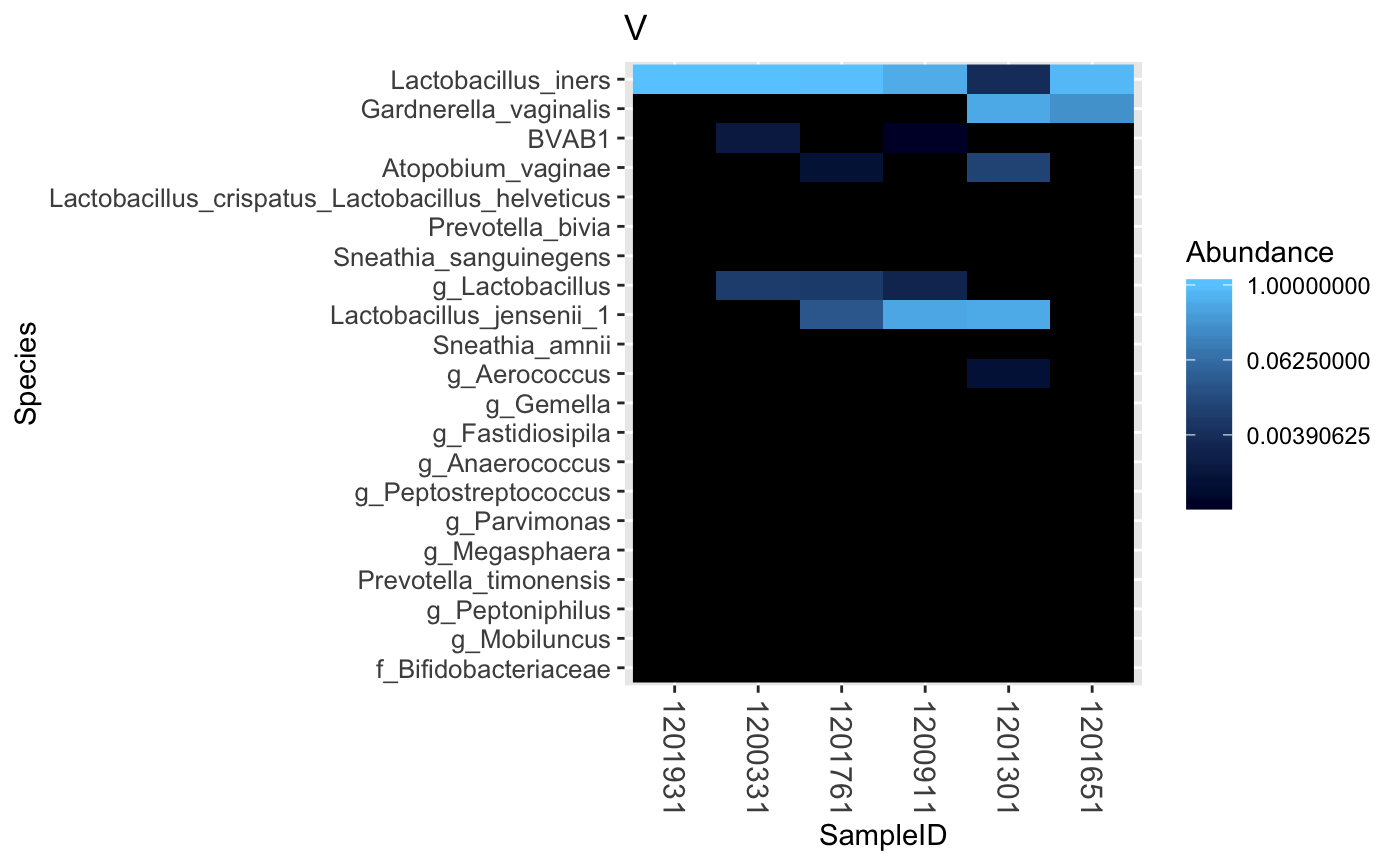 V
Lactobacillus_iners
Gardnerella_vaginalis
BVAB1
Atopobium_vaginae
Lactobacillus_crispatus_Lactobacillus_helveticus
Prevotella_bivia
Sneathia_sanguinegens
g_Lactobacillus
Lactobacillus_jensenii_1
Sneathia_amnii
g_Aerococcus
g_Gemella
g_Fastidiosipila
g_Anaerococcus
g_Peptostreptococcus
g_Parvimonas
g_Megasphaera
Prevotella_timonensis
g_Peptoniphilus
g_Mobiluncus
f_Bifidobacteriaceae
Species
1201931
1200331
1201761
1200911
1201301
1201651
SampleID
Abundance
1.00000000
0.06250000
0.00390625